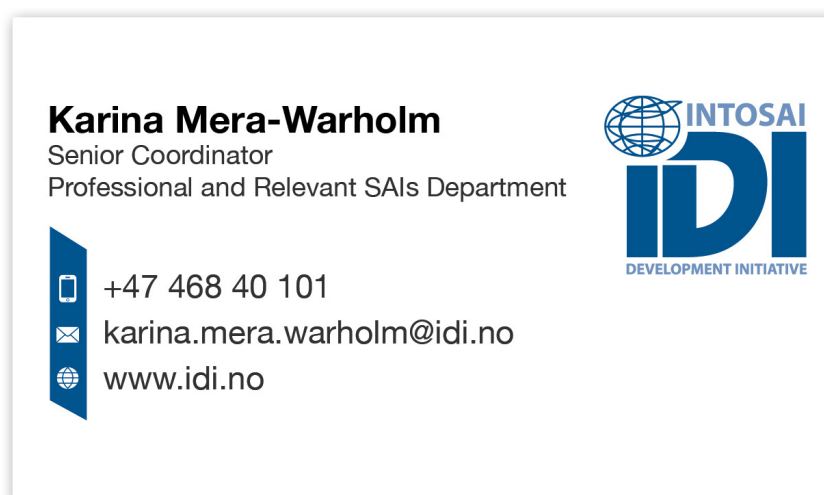 Karina Mera-Warholm
Senior Coordinator
Professional and Relevant SAIs Department
+47 468 40 101
karina.mera.warholm@idi.no
www.idi.no
INTOSAI
IDI
DEVELOPMENT INITIATIVE